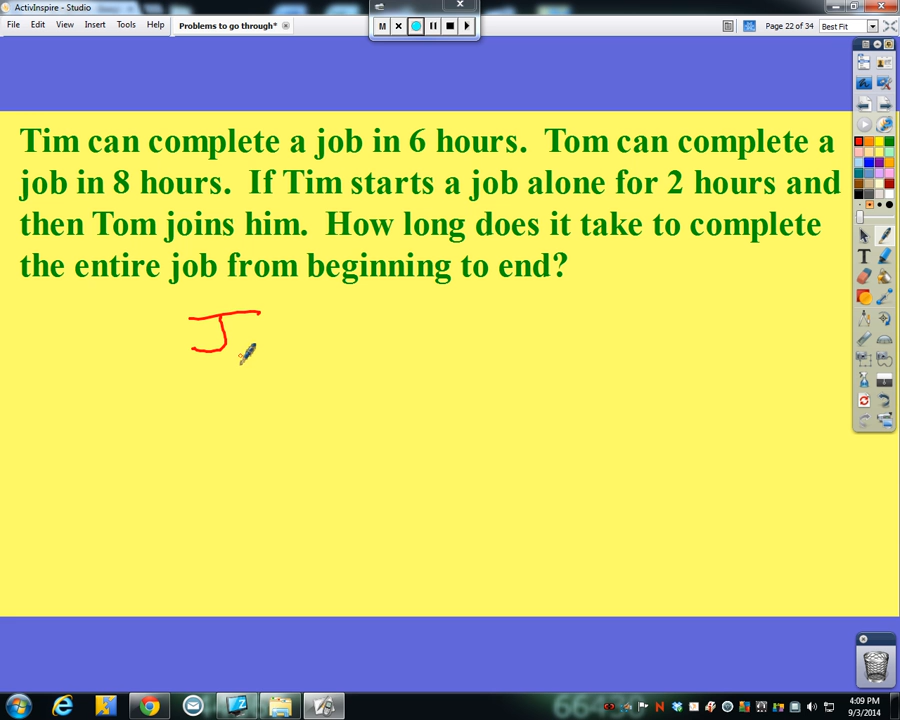 ActivInspire - Studio
File Edit View Insert Tools Help Problems to go through* Page 22 of 34 Best Fit
M
Tim can complete a job in 6 hours. Tom can complete a
job in 8 hours. If Tim starts a job alone for 2 hours and
then Tom joins him. How long does it take to complete
the entire job from beginning to end?
J
4:09 PM
9/3/2014